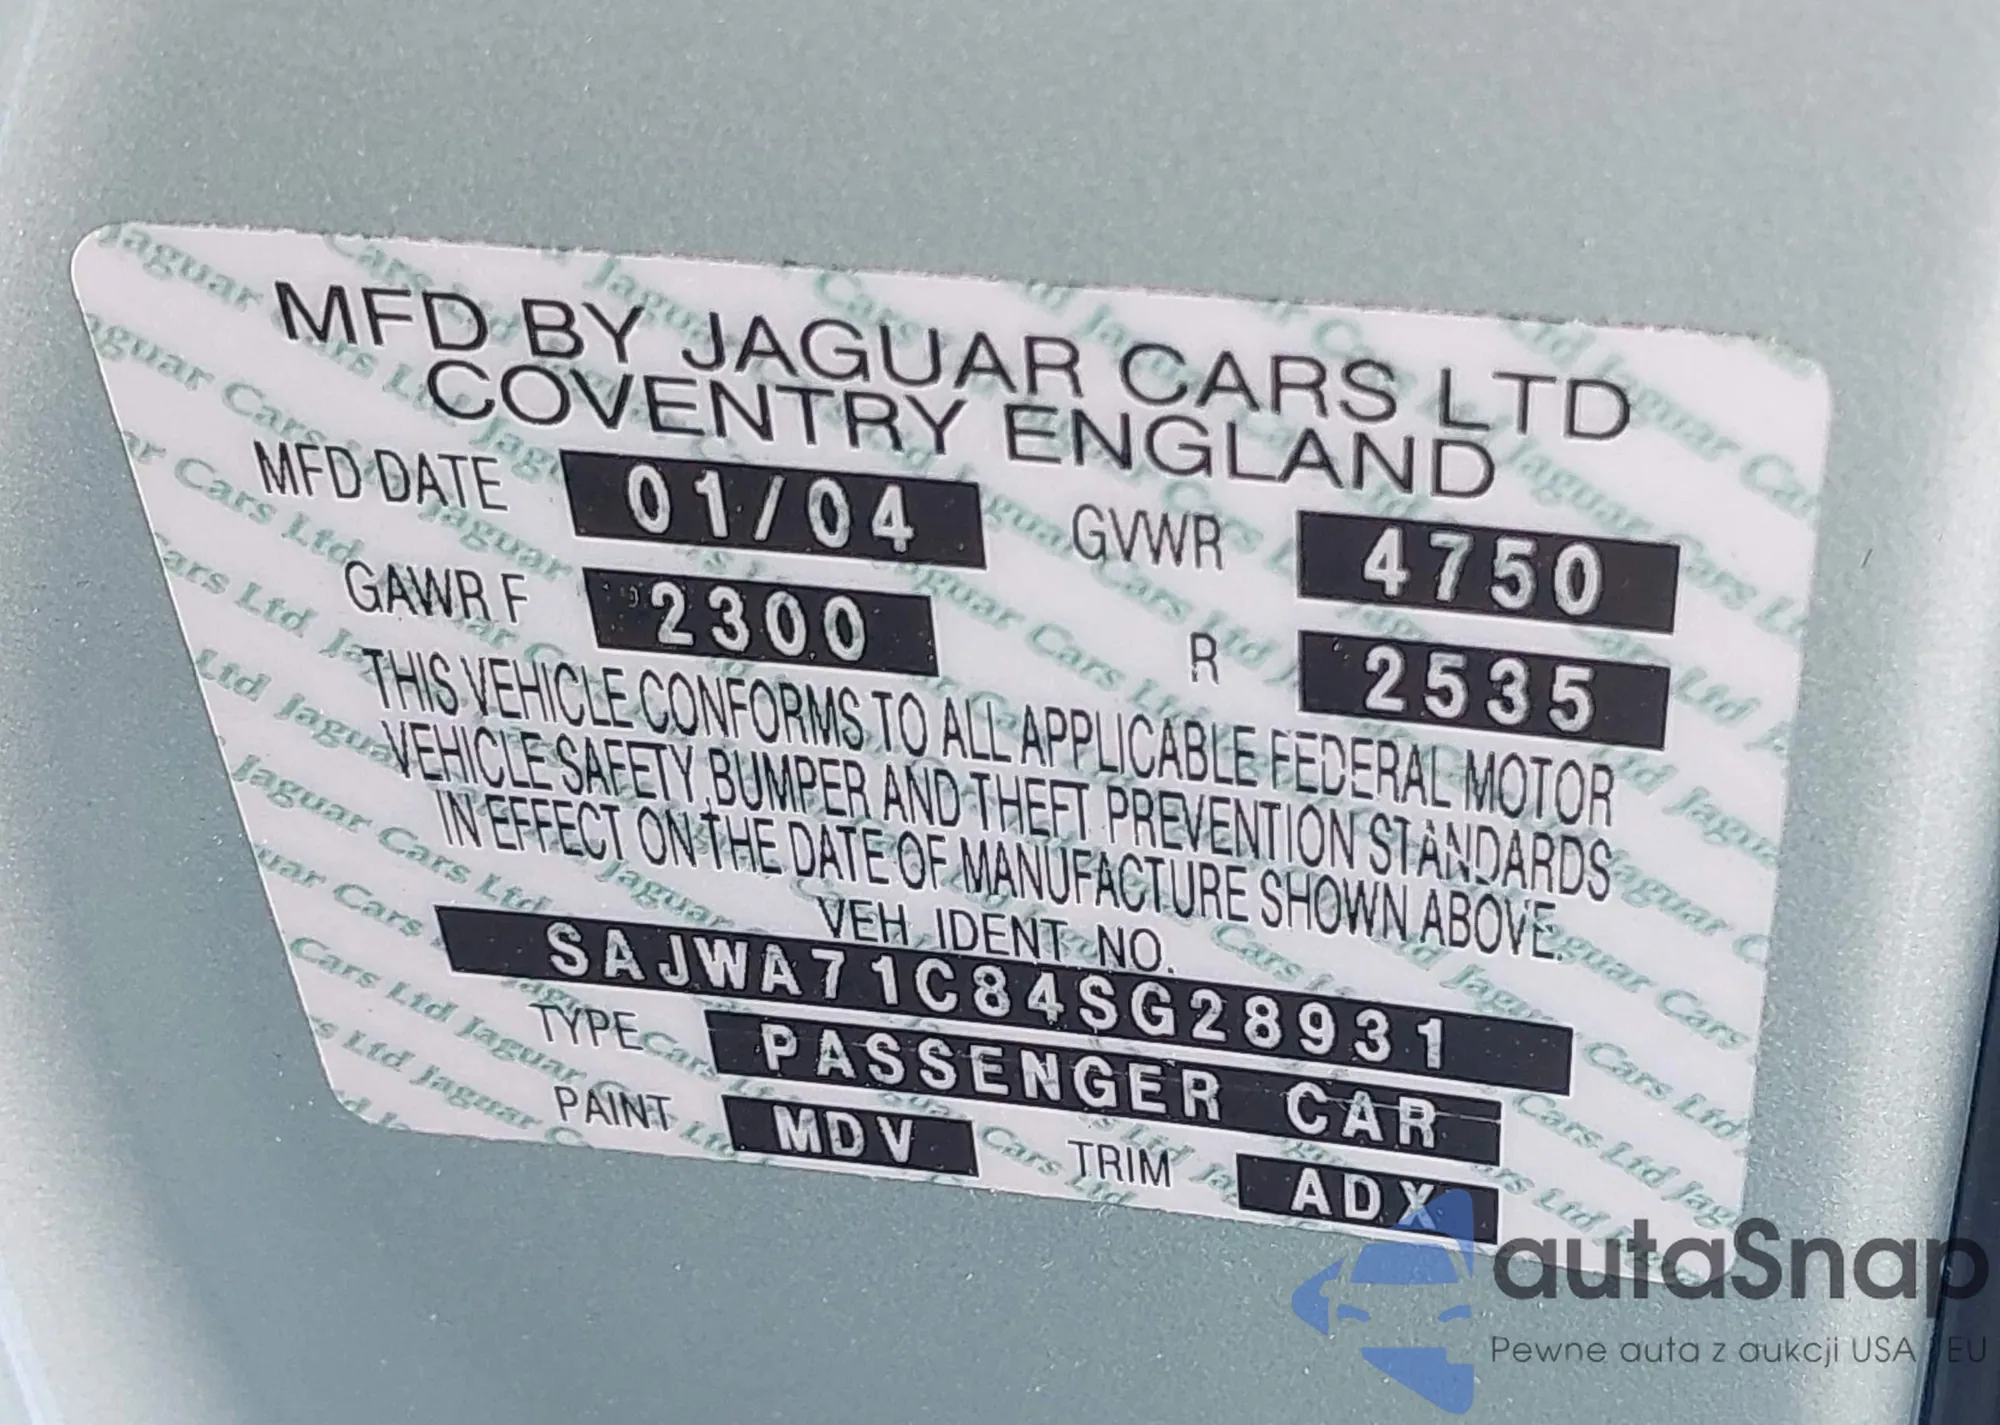 MFD BY JAGUAR CARS LTD
COVENTRY ENGLAND
MFD DATE 01/04 GVWR 4750
GAWR F 2300 R 2535
THIS VEHICLE CONFORMS TO ALL APPLICABLE FEDERAL MOTOR
VEHICLE SAFETY, BUMPER AND THEFT PREVENTION STANDARDS
IN EFFECT ON THE DATE OF MANUFACTURE SHOWN ABOVE.
VEH. IDENT. NO.
SAJWA71C84SG28931
TYPE PASSENGER CAR
PAINT MDV TRIM ADX
autaSnap
Pewne auta z aukcji USA EU